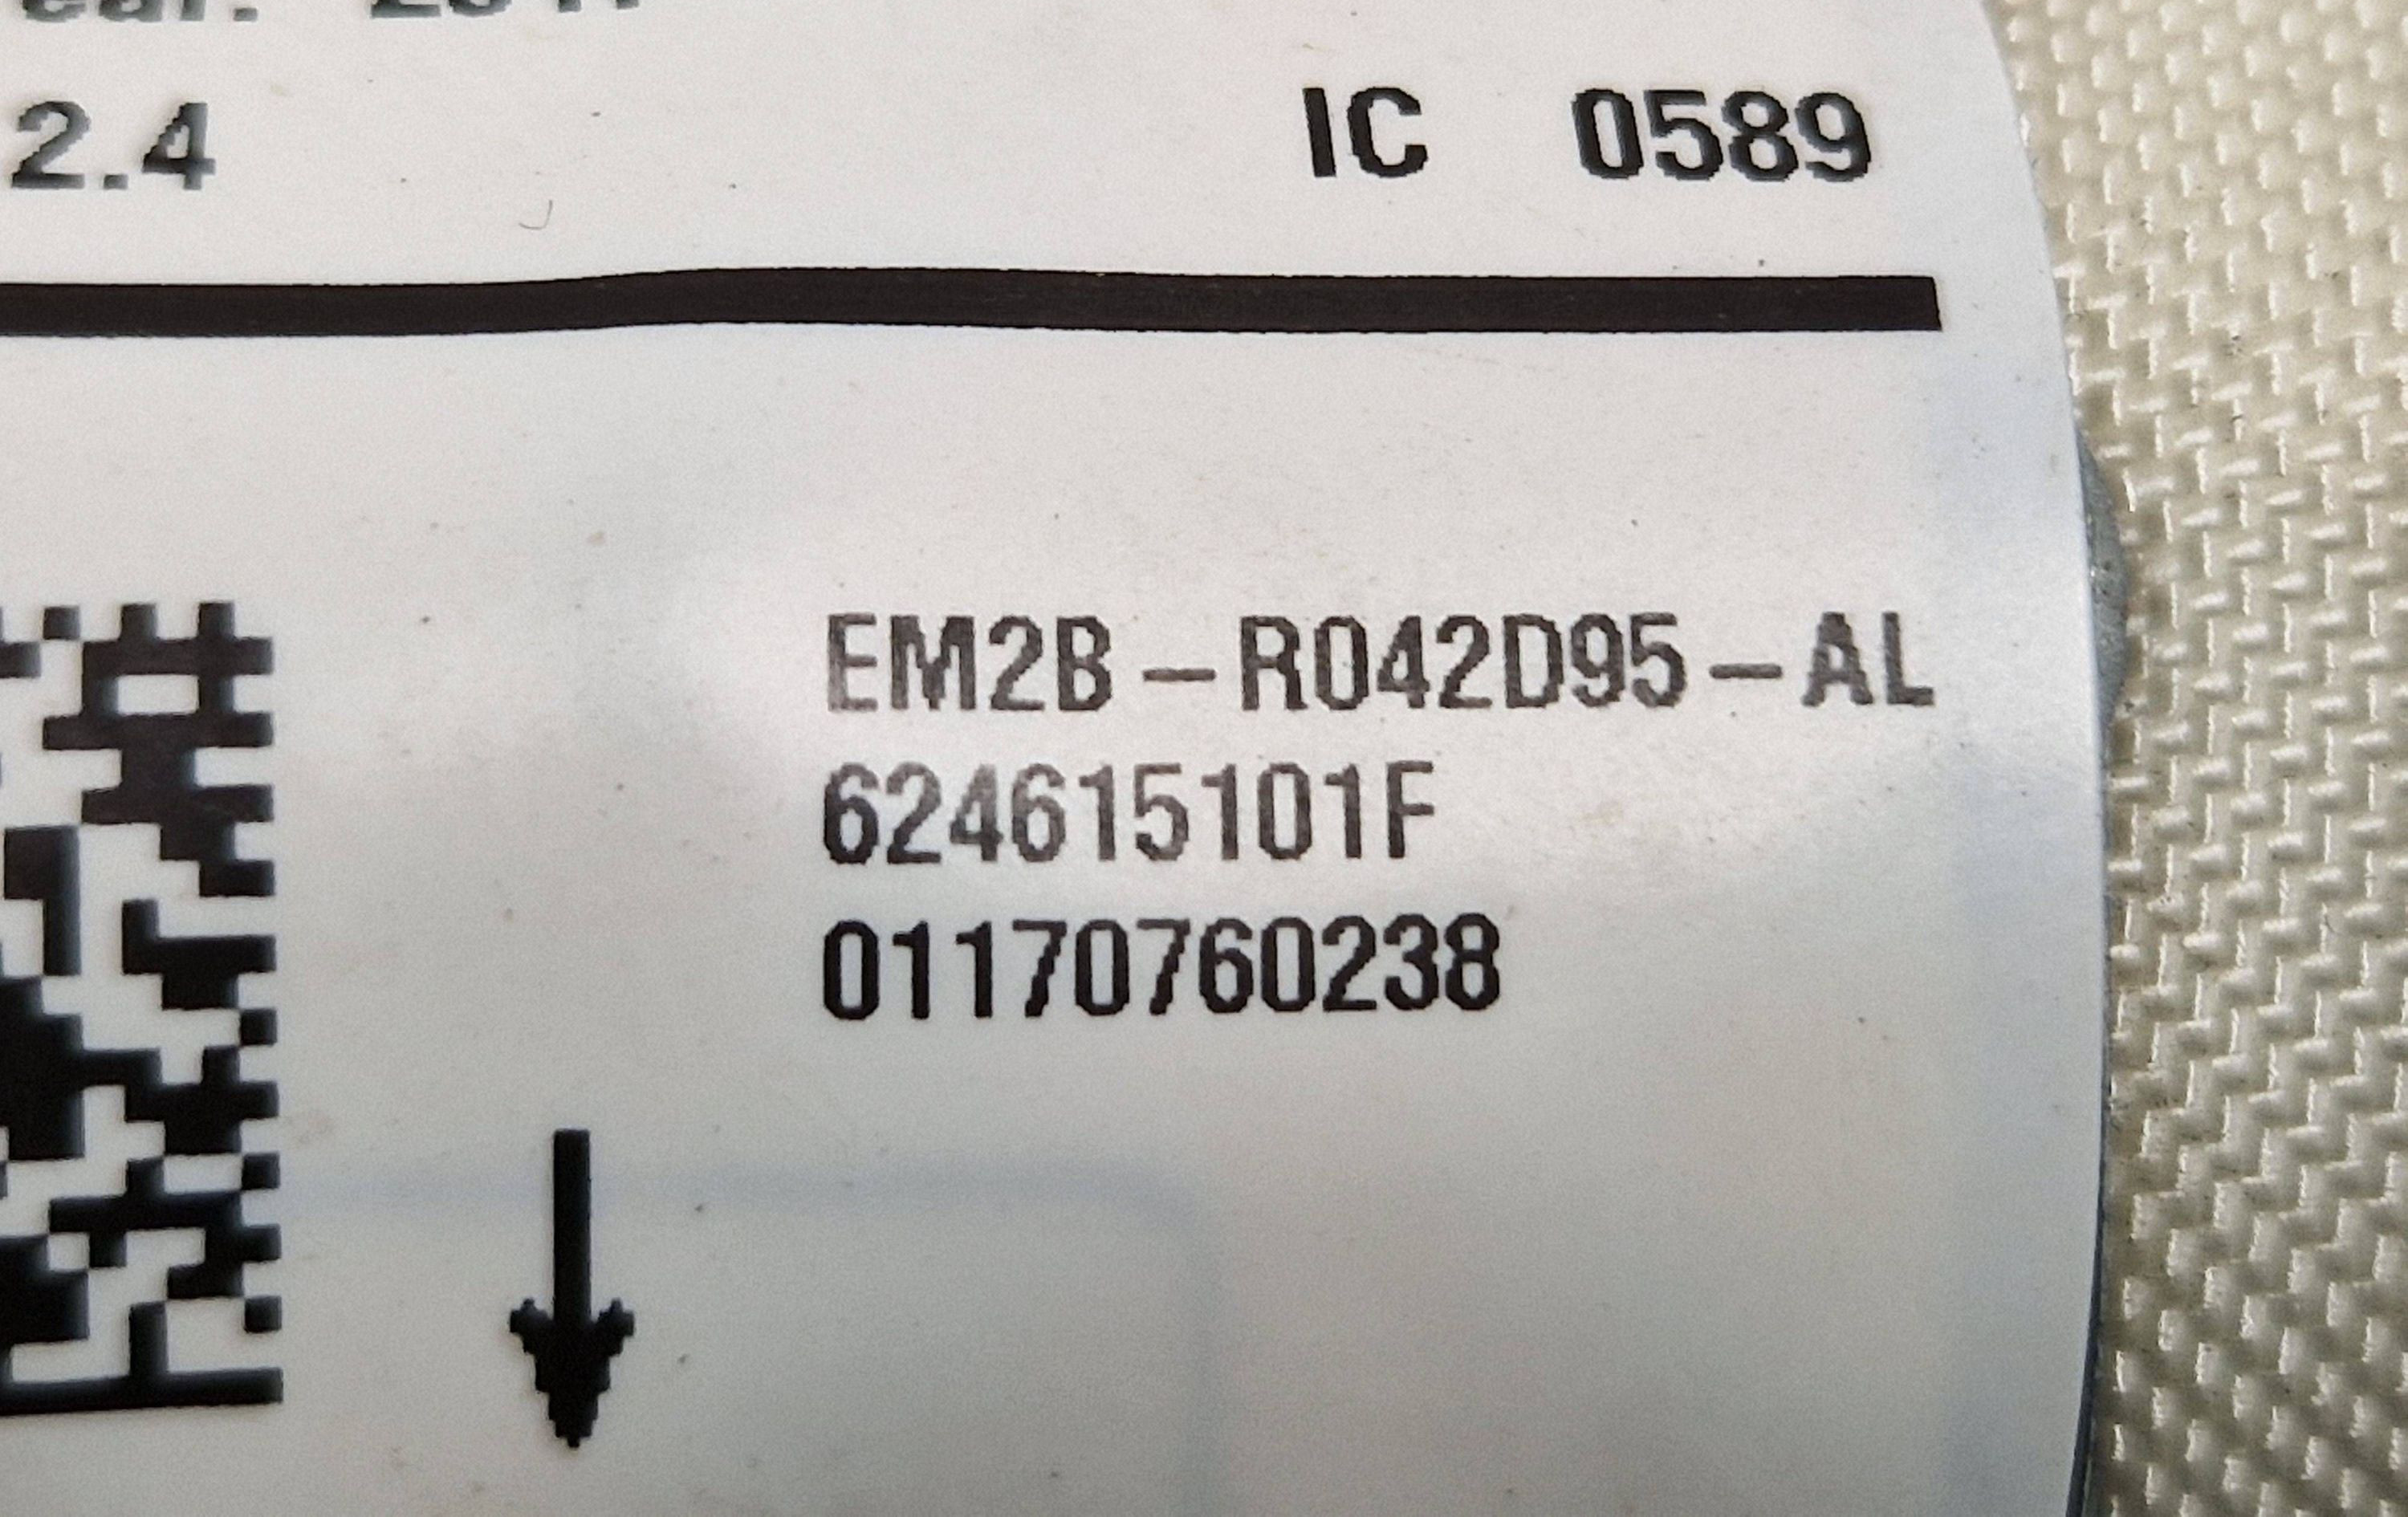 2.4 IC 0589
EM2B-R042D95-AL
624615101F
01170760238